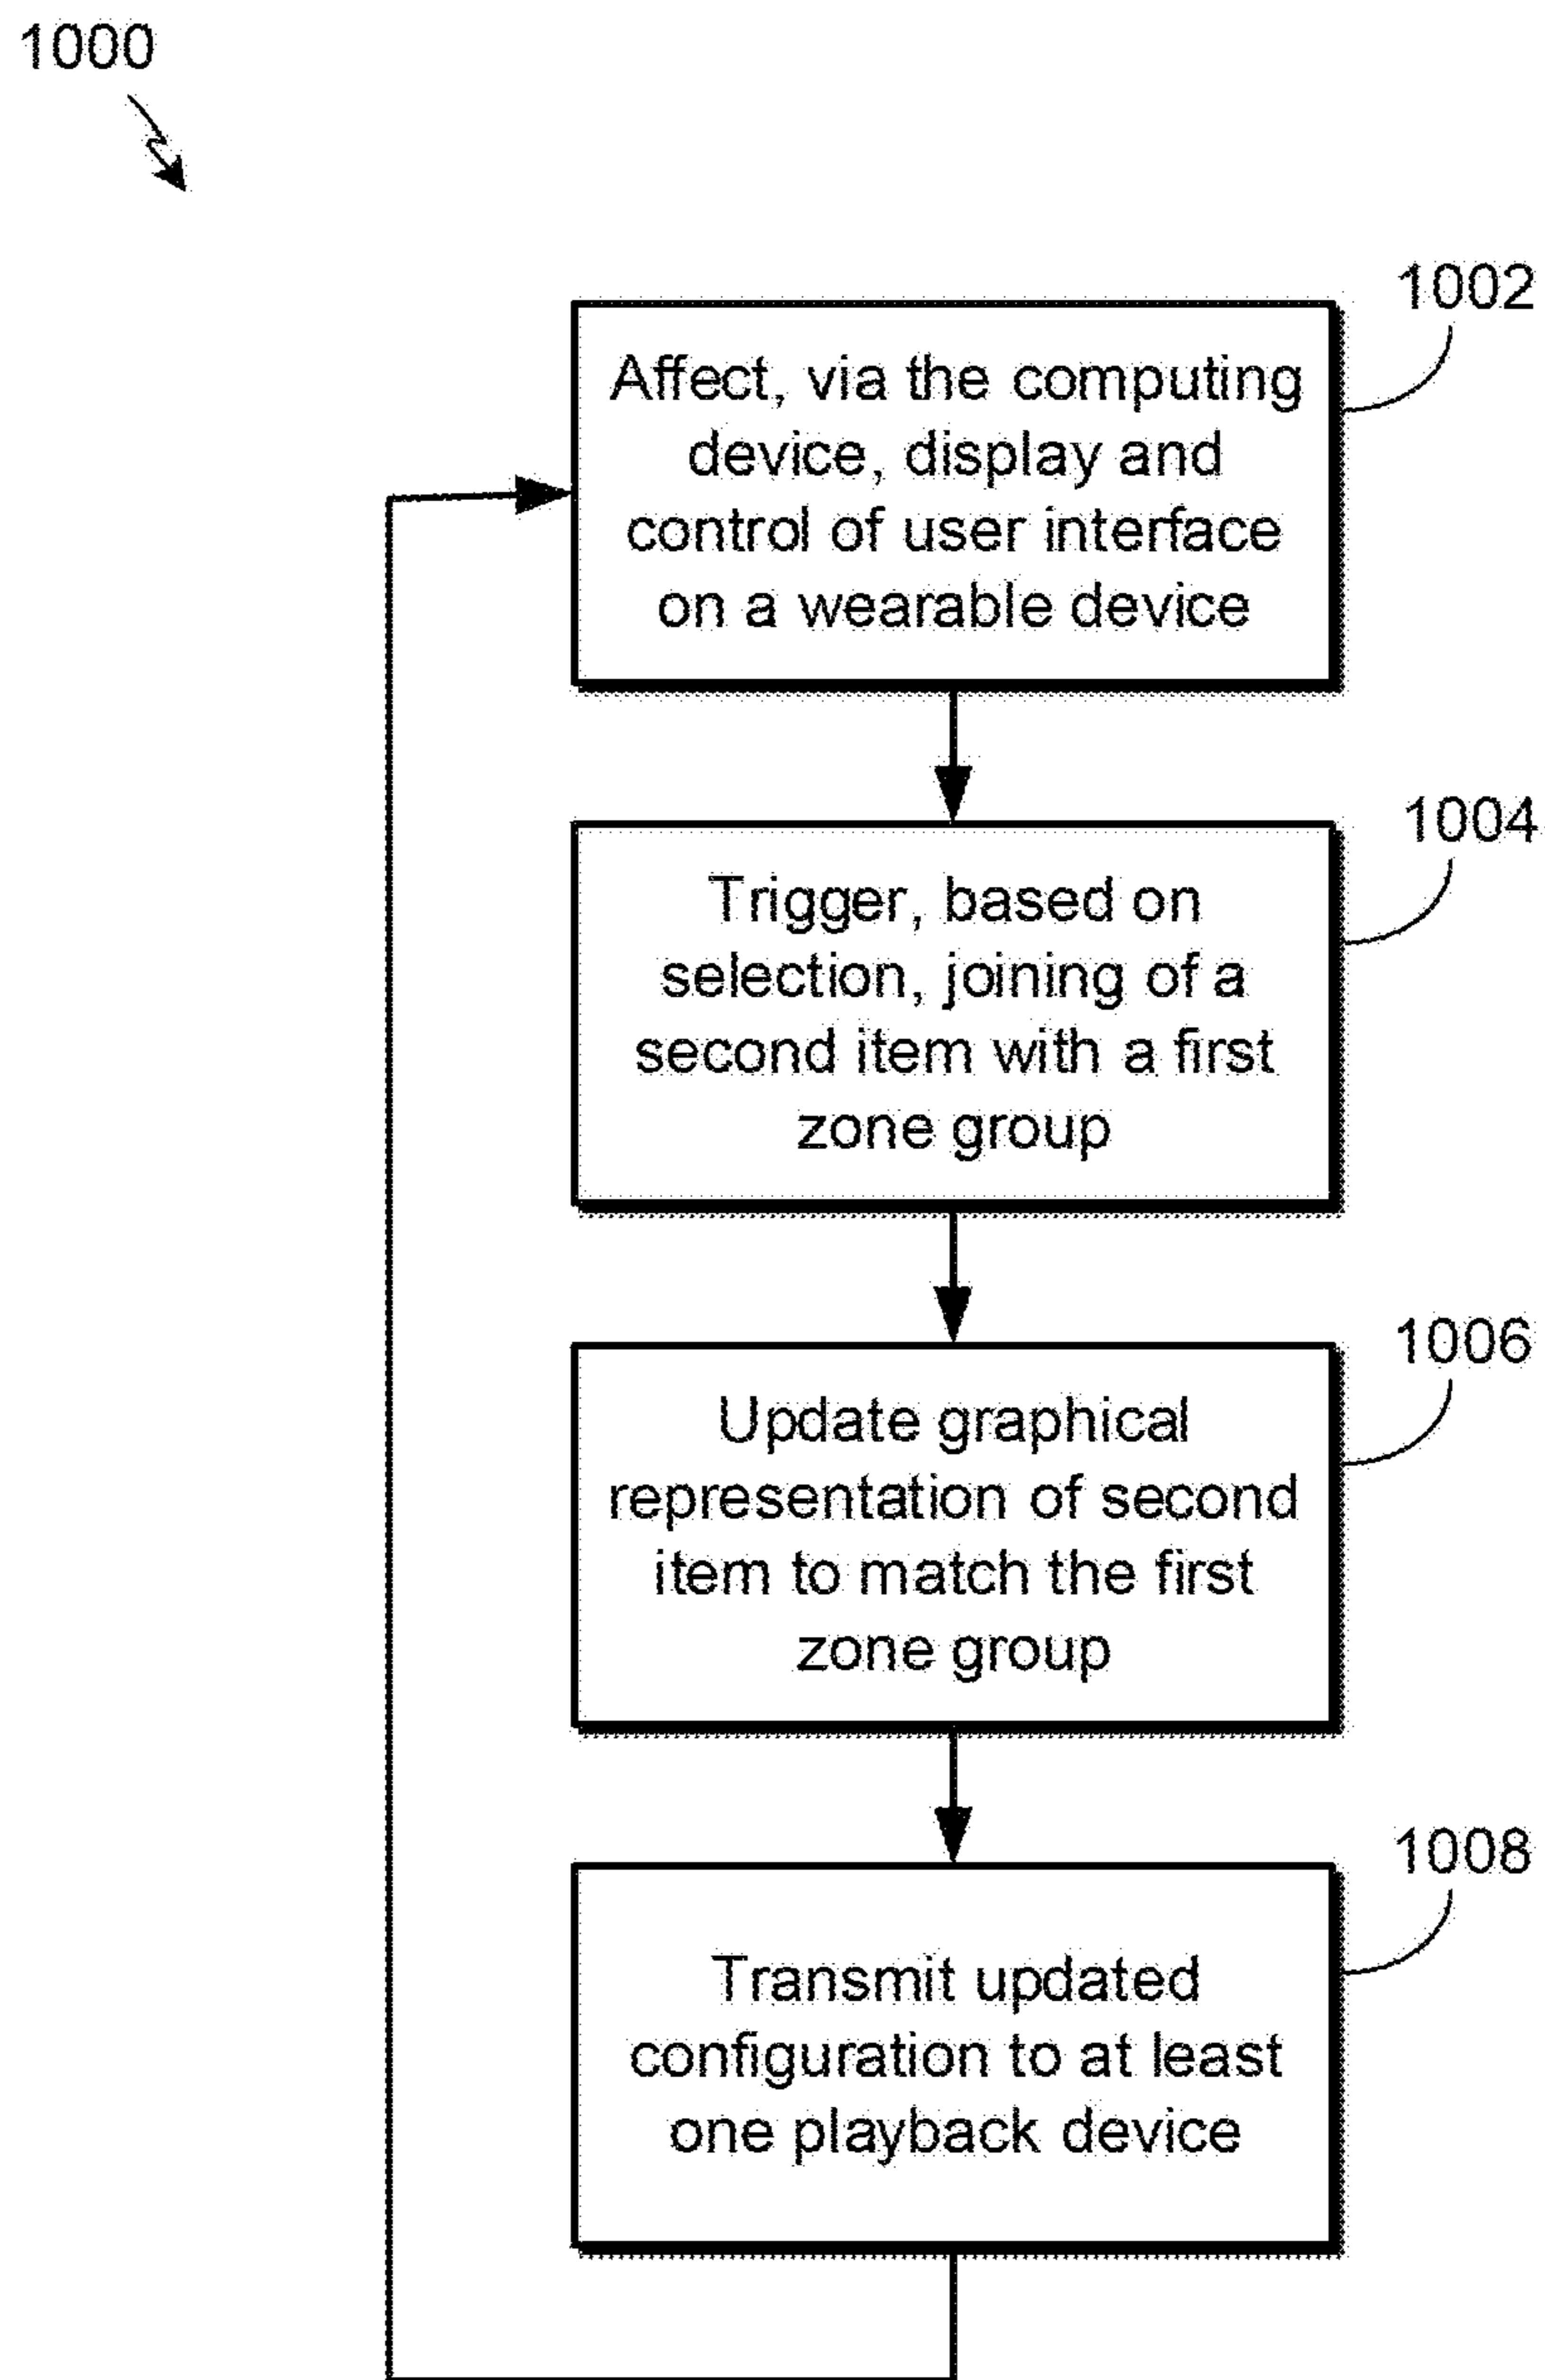 1000
1002
Affect, via the computing
device, display and
control of user interface
on a wearable device
1004
Trigger, based on
selection, joining of a
second item with a first
zone group
1006
Update graphical
representation of second
item to match the first
zone group
1008
Transmit updated
configuration to at least
one playback device